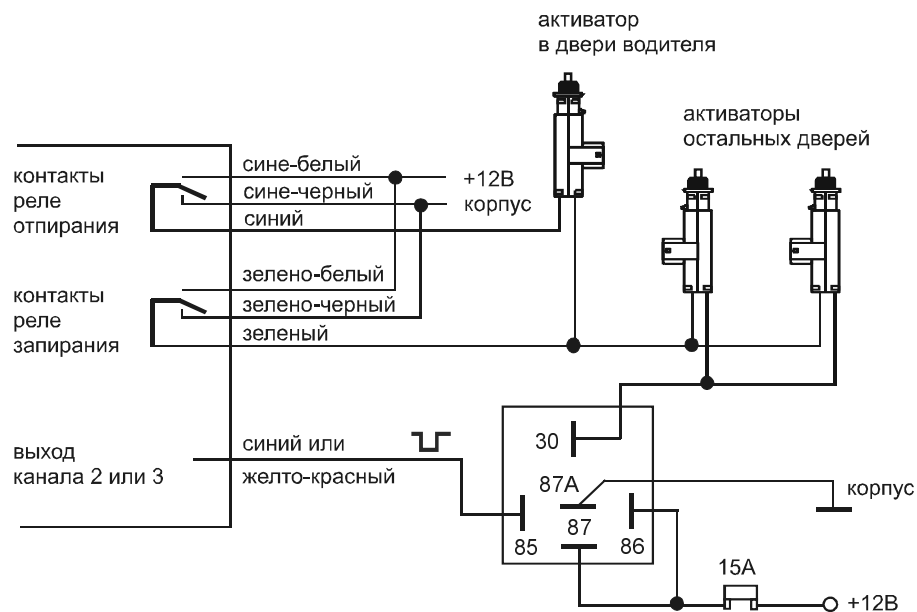 активатор
в двери водителя
активаторы
остальных дверей
контакты
реле
отпирания
сине-белый
сине-черный
синий
+12В
корпус
контакты
реле
запирания
зелено-белый
зелено-черный
зеленый
выход
канала 2 или 3
синий или
желто-красный
30
87А
87
85
86
корпус
15А
+12В